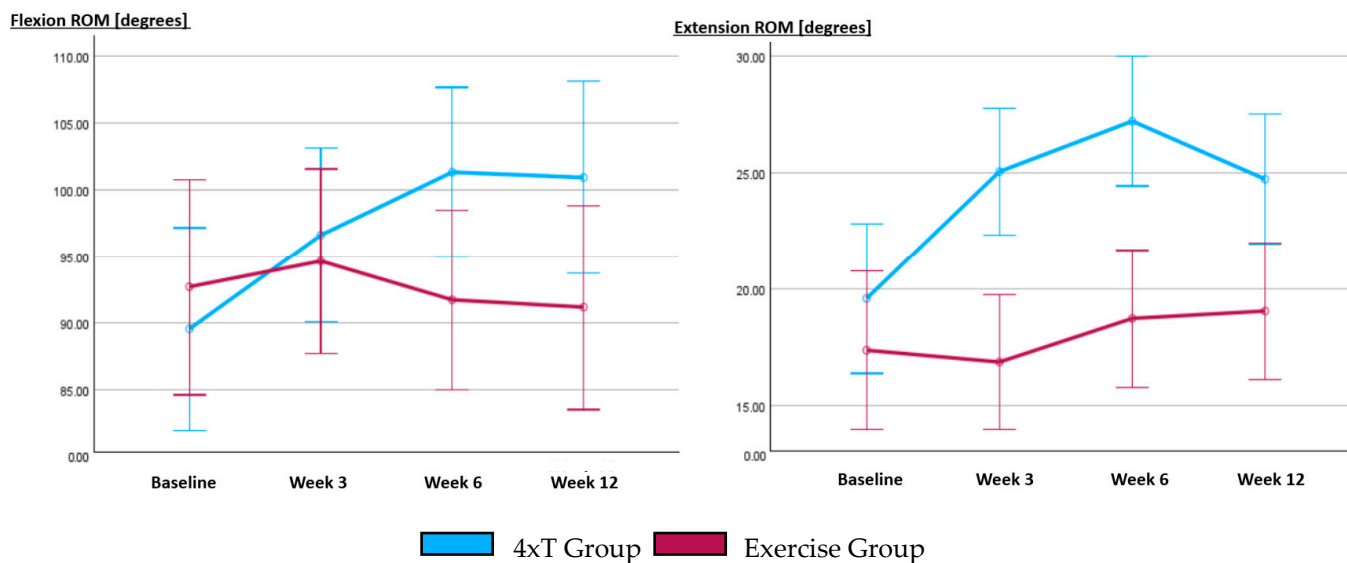 Flexion ROM [degrees]
110.00
105.00
100.00
95.00
90.00
85.00
0.00
Baseline Week 3 Week 6 Week 12
Extension ROM [degrees]
30.00
25.00
20.00
15.00
0.00
Baseline Week 3 Week 6 Week 12
4xT Group Exercise Group